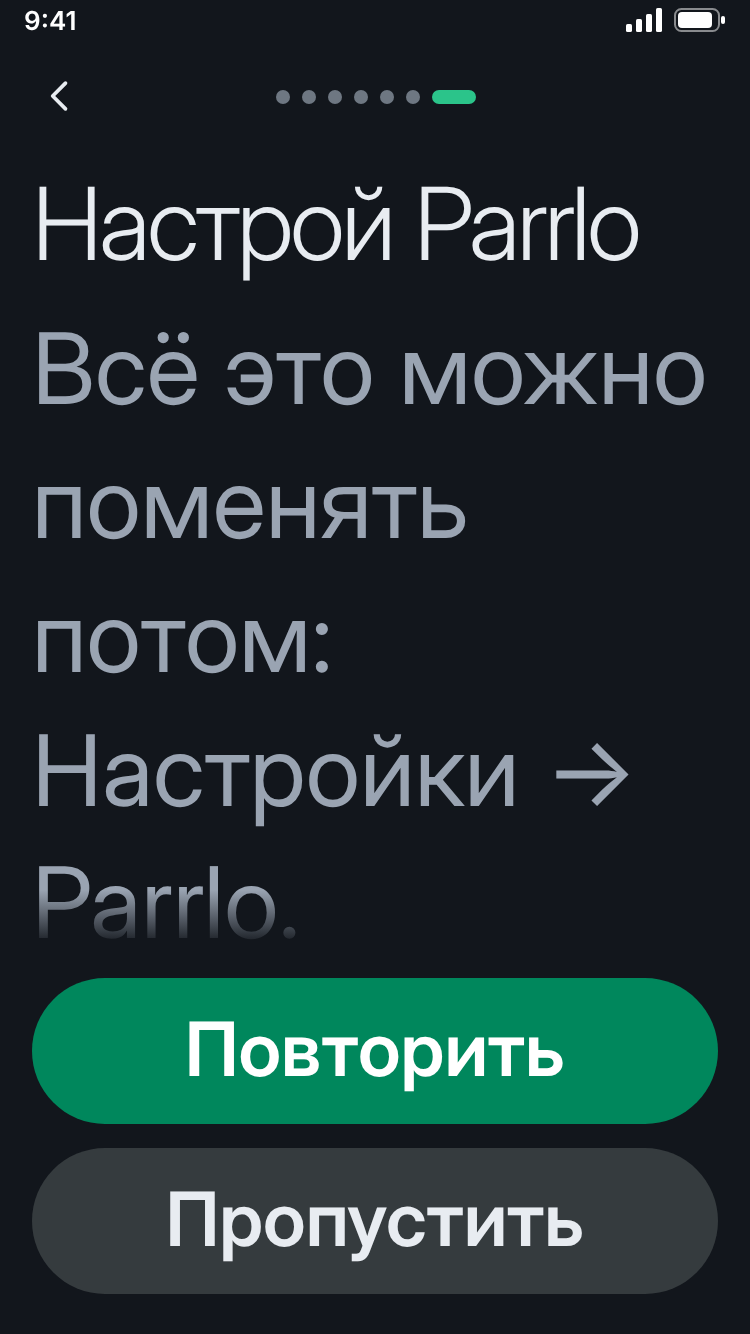 9:41
Настрой Parrlo
Всё это можно
поменять
потом:
Настройки →
Parrlo.
Повторить
Пропустить